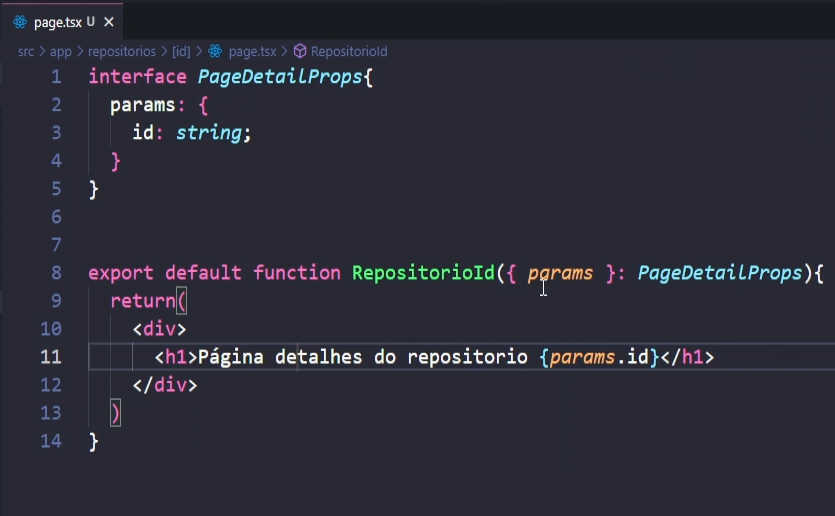 page.tsx U ×
src > app > repositorios > [id] > page.tsx > RepositorioId
1 interface PageDetailProps{
2 params: {
3 id: string;
4 }
5 }
6
7
8 export default function RepositorioId({ params }: PageDetailProps){
9 return(
10 <div>
11 <h1>Página detalhes do repositorio {params.id}</h1>
12 </div>
13 )
14 }